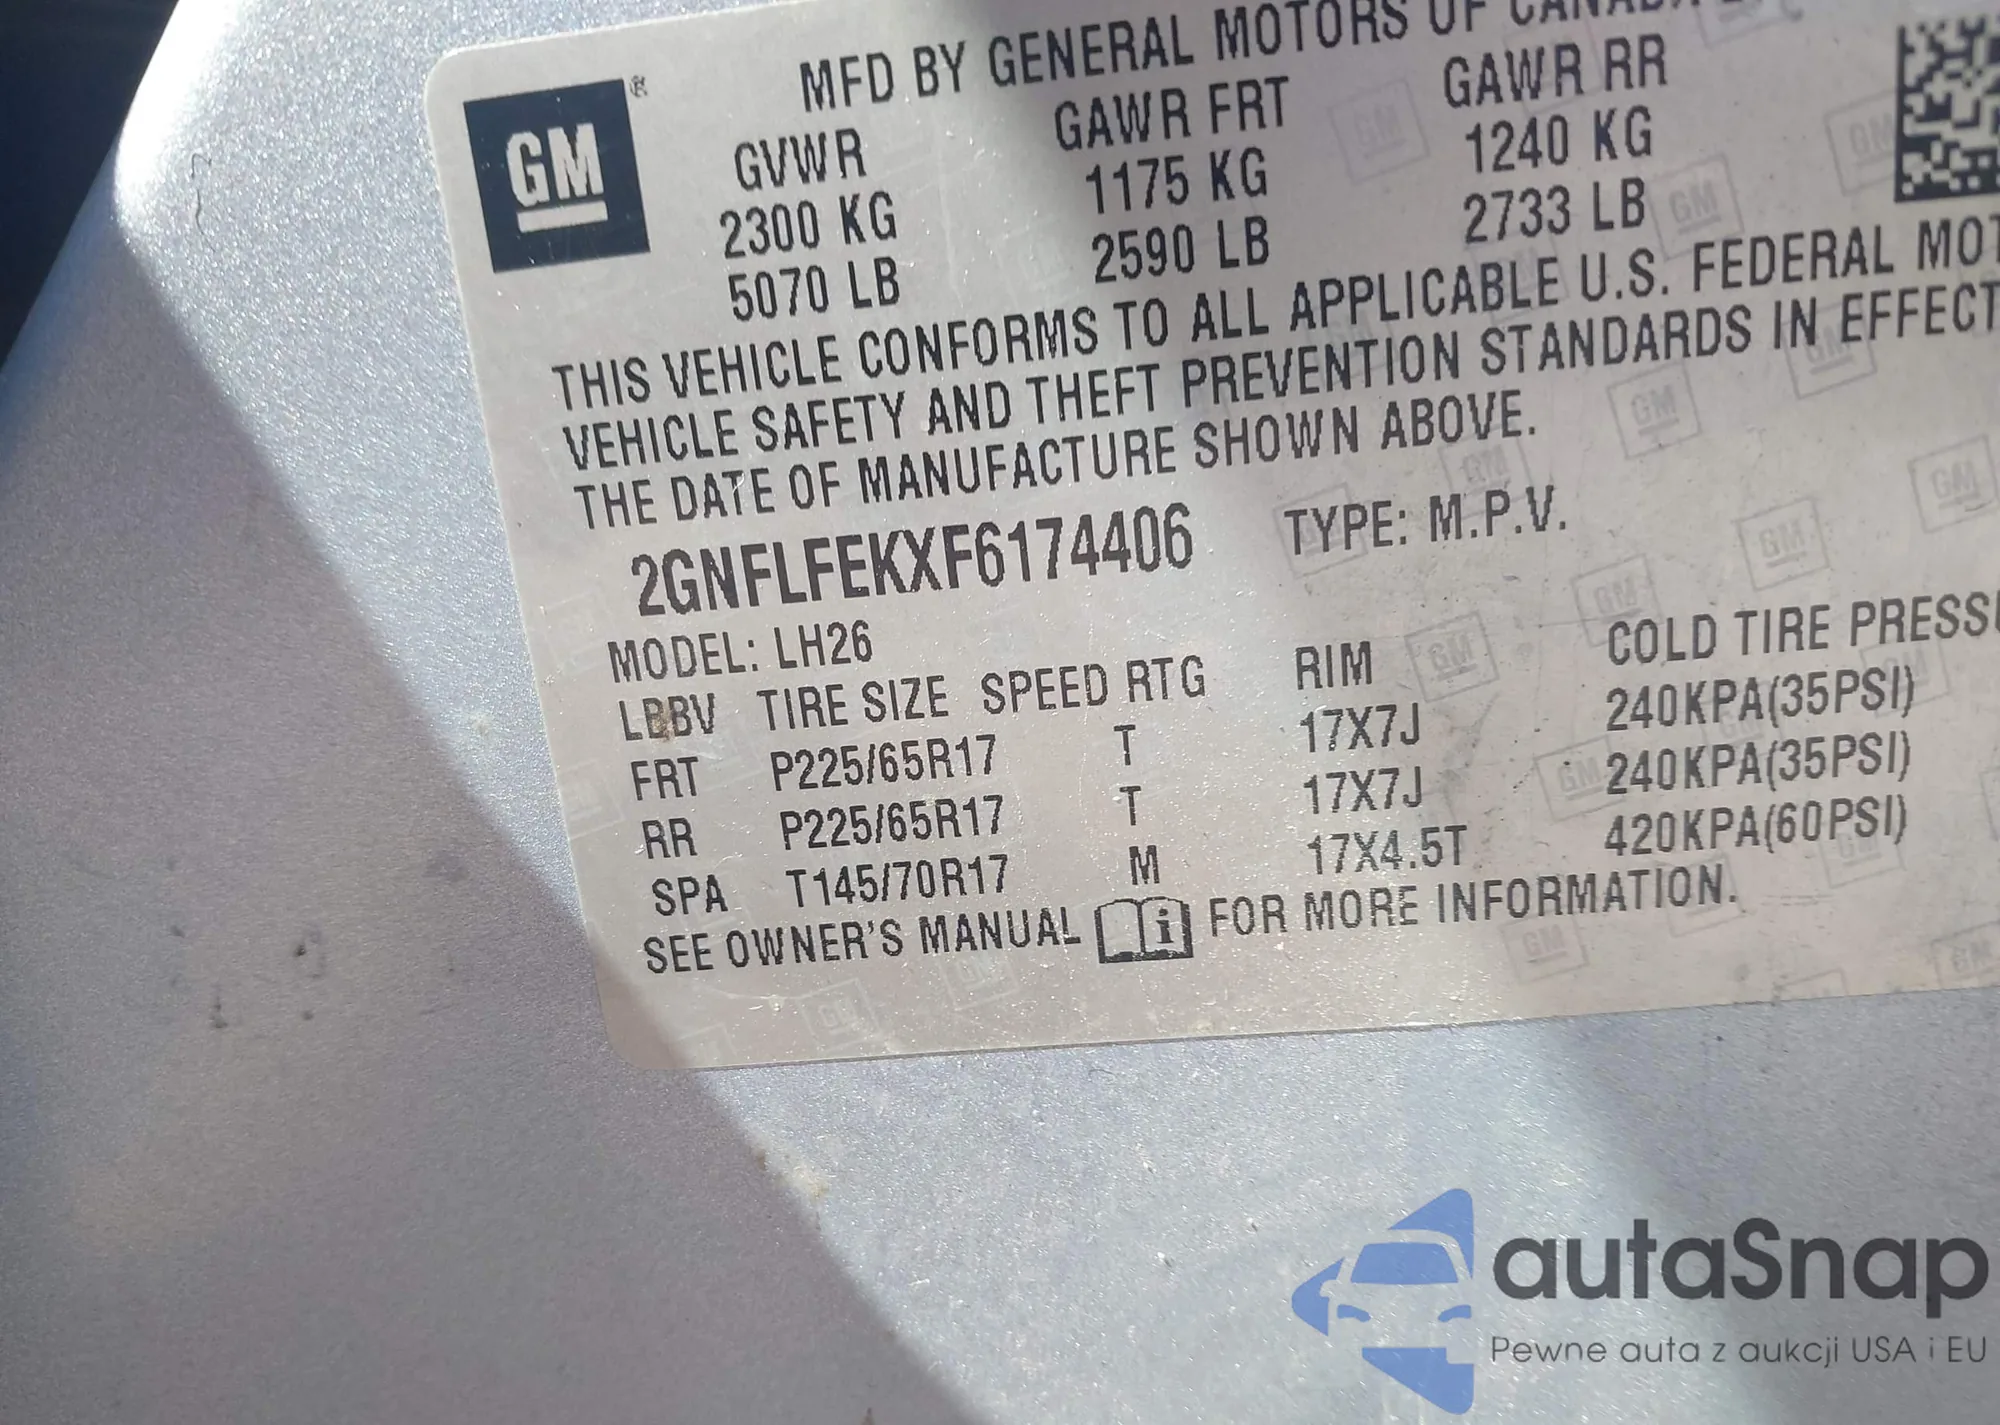 MFD BY GENERAL MOTORS OF CANADA
GM ®
GVWR GAWR FRT GAWR RR
2300 KG 1175 KG 1240 KG
5070 LB 2590 LB 2733 LB
THIS VEHICLE CONFORMS TO ALL APPLICABLE U.S. FEDERAL MOT
VEHICLE SAFETY AND THEFT PREVENTION STANDARDS IN EFFECT
THE DATE OF MANUFACTURE SHOWN ABOVE.
2GNFLFEKXF6174406 TYPE: M.P.V.
MODEL: LH26
LBBV TIRE SIZE SPEED RTG RIM COLD TIRE PRESS
FRT P225/65R17 T 17X7J 240KPA(35PSI)
RR P225/65R17 T 17X7J 240KPA(35PSI)
SPA T145/70R17 M 17X4.5T 420KPA(60PSI)
SEE OWNER'S MANUAL FOR MORE INFORMATION.
autaSnap
Pewne auta z aukcji USA i EU